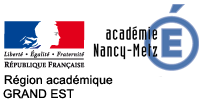 Liberté • Égalité • Fraternité
RÉPUBLIQUE FRANÇAISE
académie
Nancy-Metz
É
Région académique
GRAND EST